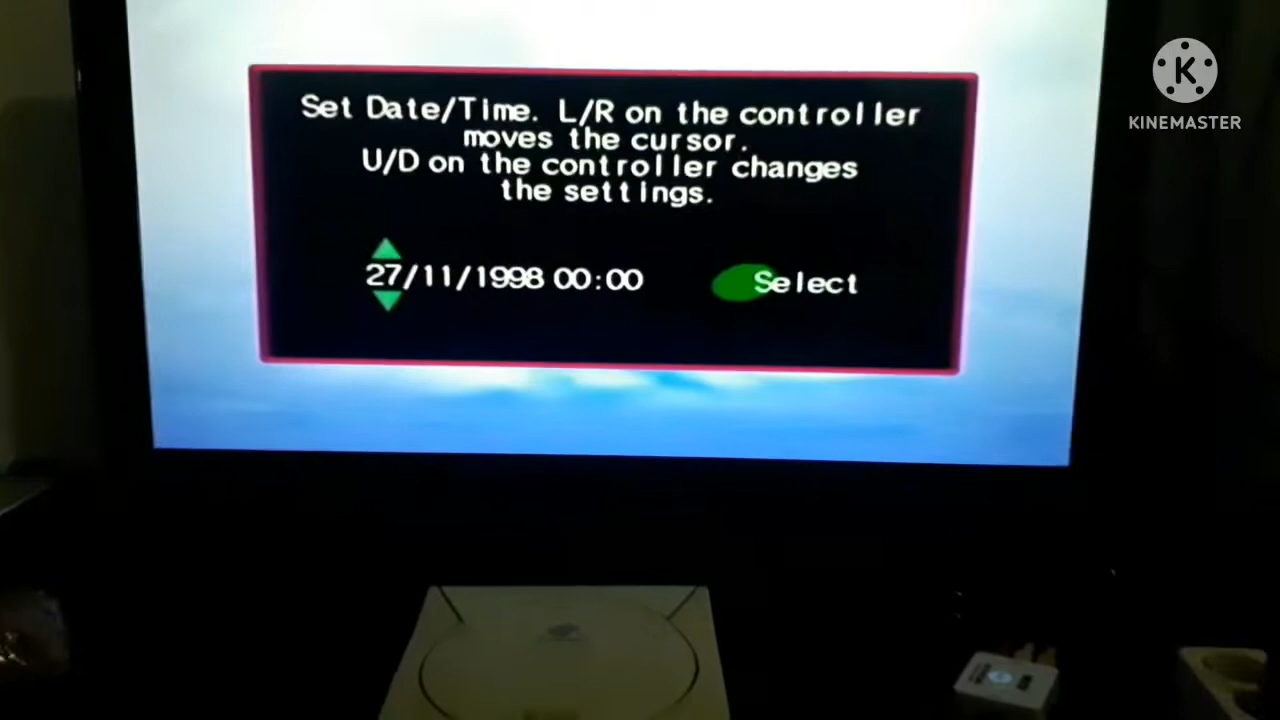 Set Date/Time. L/R on the controller
moves the cursor.
U/D on the controller changes
the settings.
27/11/1998 00:00
Select
K
KINEMASTER